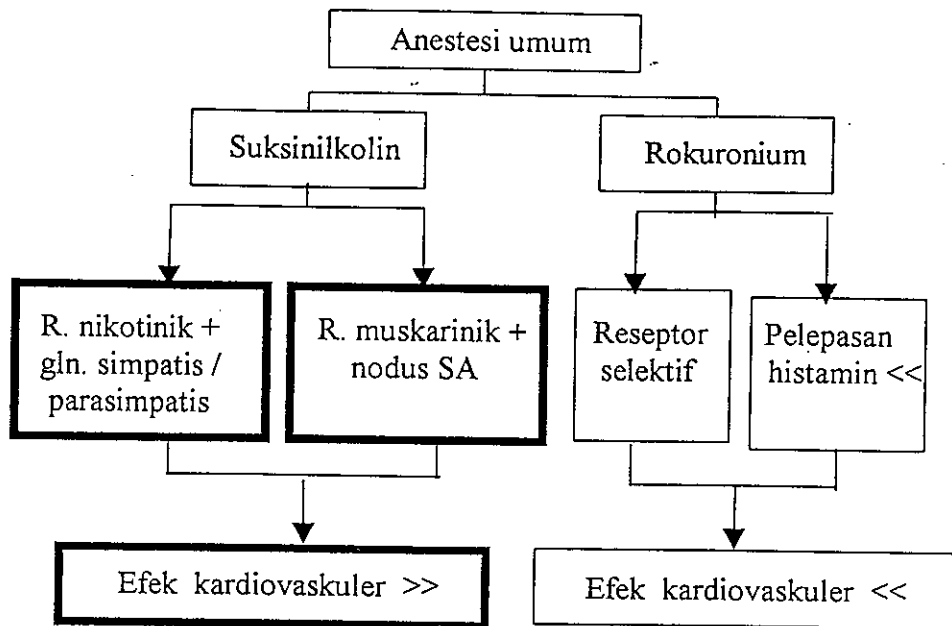 Anestesi umum
Suksinilkolin
Rokuronium
R. nikotinik +
gln. simpatis /
parasimpatis
R. muskarinik +
nodus SA
Reseptor
selektif
Pelepasan
histamin <<
Efek kardiovaskuler >>
Efek kardiovaskuler <<